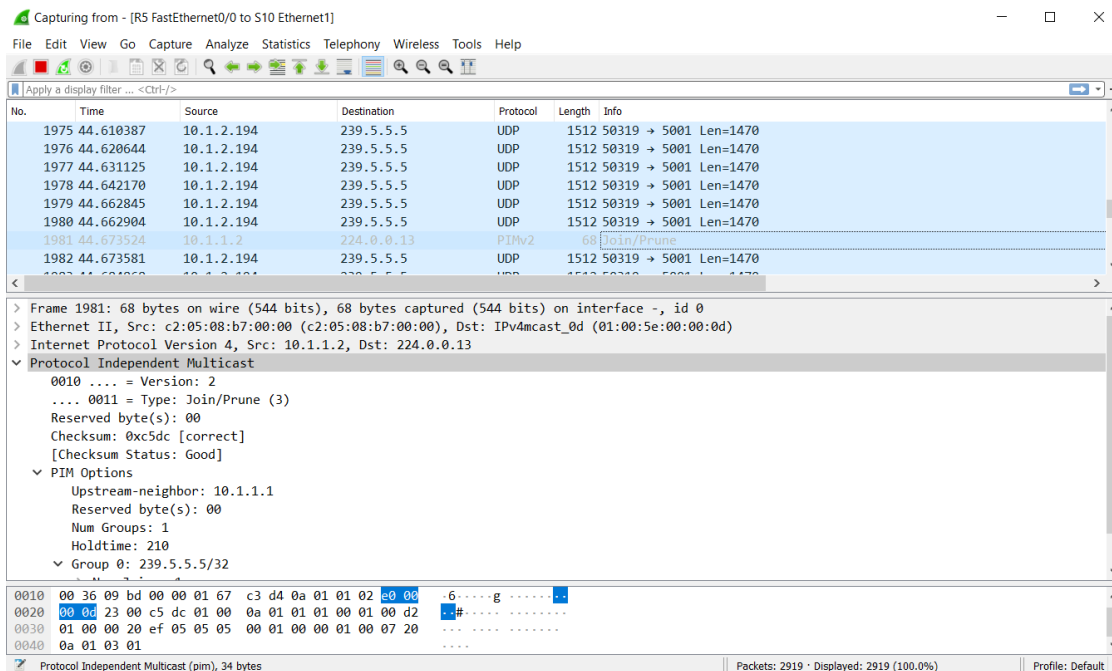 Capturing from - [R5 FastEthernet0/0 to S10 Ethernet1]
File Edit View Go Capture Analyze Statistics Telephony Wireless Tools Help
Apply a display filter ... <Ctrl-/>
No. Time Source Destination Protocol Length Info
1975 44.610387 10.1.2.194 239.5.5.5 UDP 1512 50319 → 5001 Len=1470
1976 44.620644 10.1.2.194 239.5.5.5 UDP 1512 50319 → 5001 Len=1470
1977 44.631125 10.1.2.194 239.5.5.5 UDP 1512 50319 → 5001 Len=1470
1978 44.642170 10.1.2.194 239.5.5.5 UDP 1512 50319 → 5001 Len=1470
1979 44.662845 10.1.2.194 239.5.5.5 UDP 1512 50319 → 5001 Len=1470
1980 44.662904 10.1.2.194 239.5.5.5 UDP 1512 50319 → 5001 Len=1470
1981 44.673524 10.1.1.2 224.0.0.13 PIMv2 68 Join/Prune
1982 44.673581 10.1.2.194 239.5.5.5 UDP 1512 50319 → 5001 Len=1470
Frame 1981: 68 bytes on wire (544 bits), 68 bytes captured (544 bits) on interface -, id 0
Ethernet II, Src: c2:05:08:b7:00:00 (c2:05:08:b7:00:00), Dst: IPv4mcast_0d (01:00:5e:00:00:0d)
Internet Protocol Version 4, Src: 10.1.1.2, Dst: 224.0.0.13
Protocol Independent Multicast
0010 .... = Version: 2
.... 0011 = Type: Join/Prune (3)
Reserved byte(s): 00
Checksum: 0xc5dc [correct]
[Checksum Status: Good]
PIM Options
Upstream-neighbor: 10.1.1.1
Reserved byte(s): 00
Num Groups: 1
Holdtime: 210
Group 0: 239.5.5.5/32
0010 00 36 09 bd 00 00 01 67 c3 d4 0a 01 01 02 e0 00 ·6·····g ········
0020 00 0d 23 00 c5 dc 01 00 0a 01 01 01 00 01 00 d2 ··#····· ········
0030 01 00 00 20 ef 05 05 05 00 01 00 00 01 00 07 20 ··· ···· ·······
0040 0a 01 03 01 ····
Protocol Independent Multicast (pim), 34 bytes Packets: 2919 · Displayed: 2919 (100.0%) Profile: Default